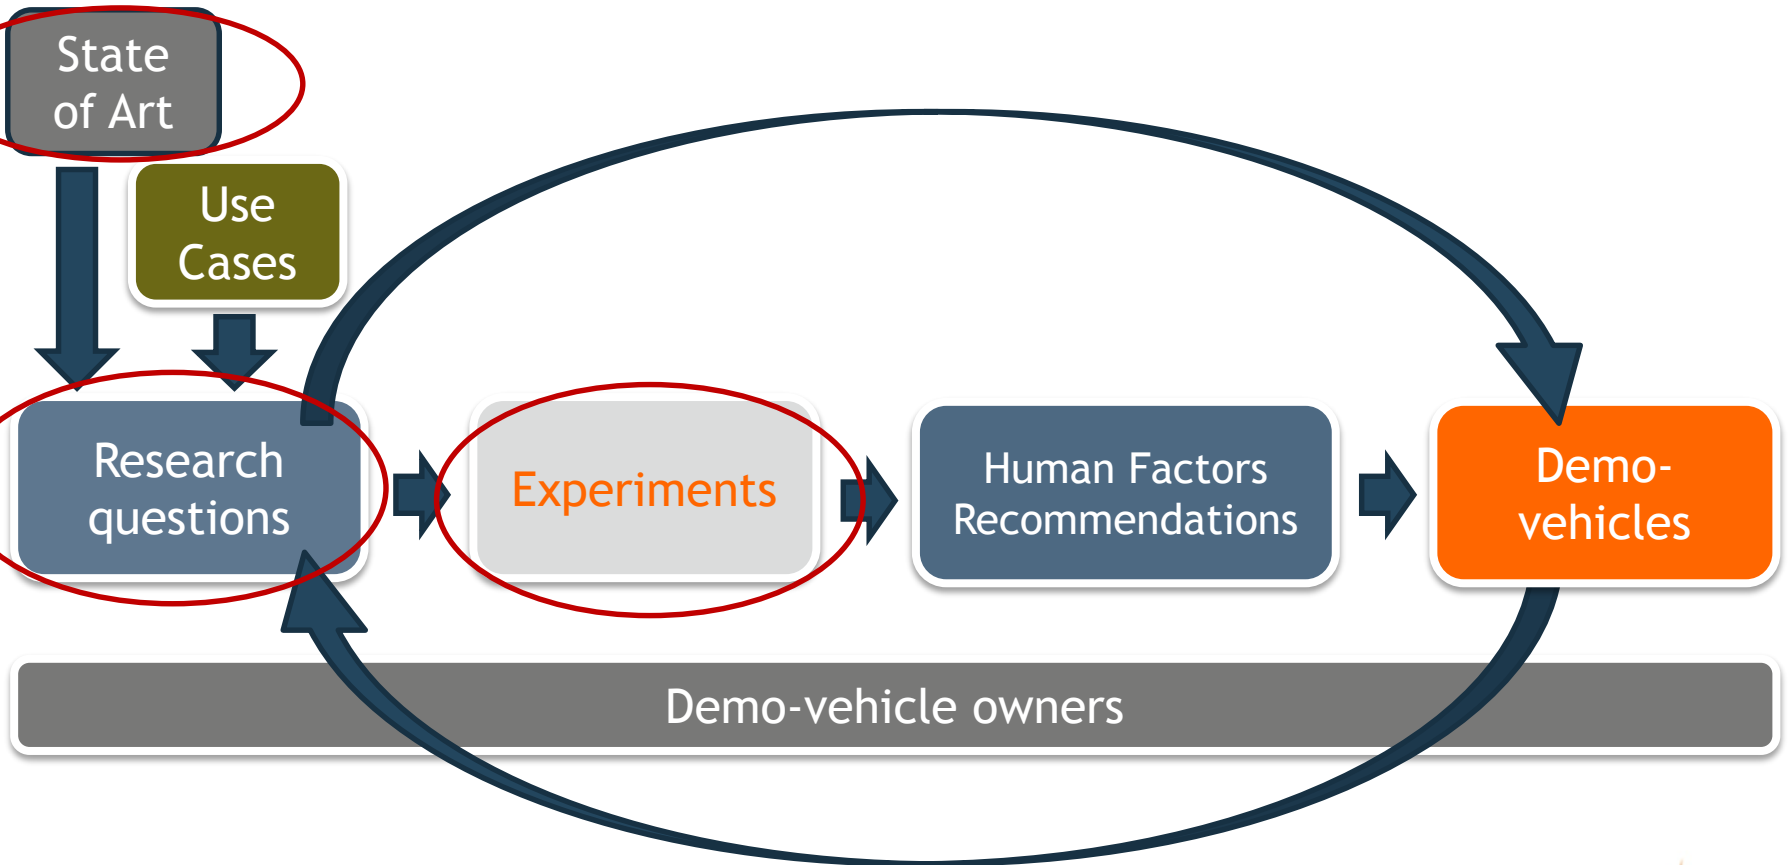 State
of Art
Use
Cases
Research
questions
Experiments
Human Factors
Recommendations
Demo-
vehicles
Demo-vehicle owners